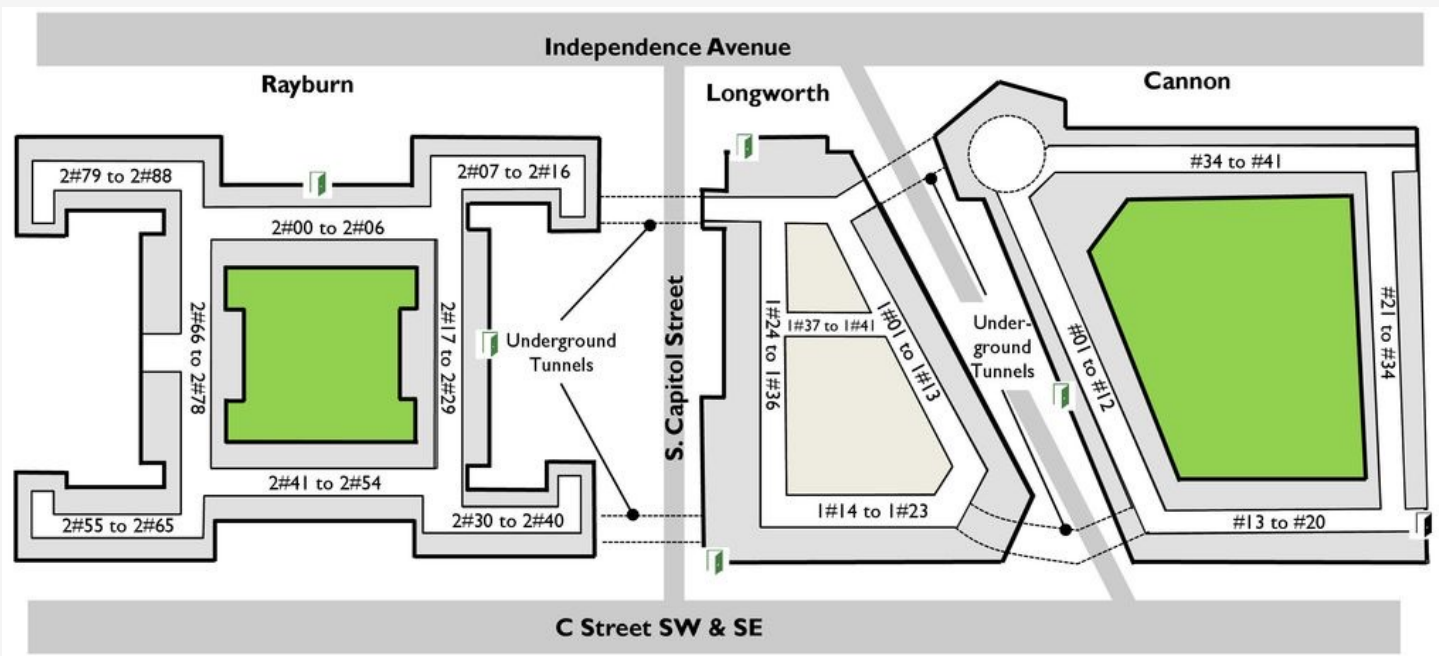 Independence Avenue
Rayburn
Longworth
Cannon
2#79 to 2#88
2#07 to 2#16
2#00 to 2#06
2#66 to 2#78
2#17 to 2#29
2#41 to 2#54
2#55 to 2#65
2#30 to 2#40
Underground
Tunnels
S. Capitol Street
1#24 to 1#36
1#37 to 1#41
1#01 to 1#13
1#14 to 1#23
Under-
ground
Tunnels
#34 to #41
#01 to #12
#21 to #34
#13 to #20
C Street SW & SE